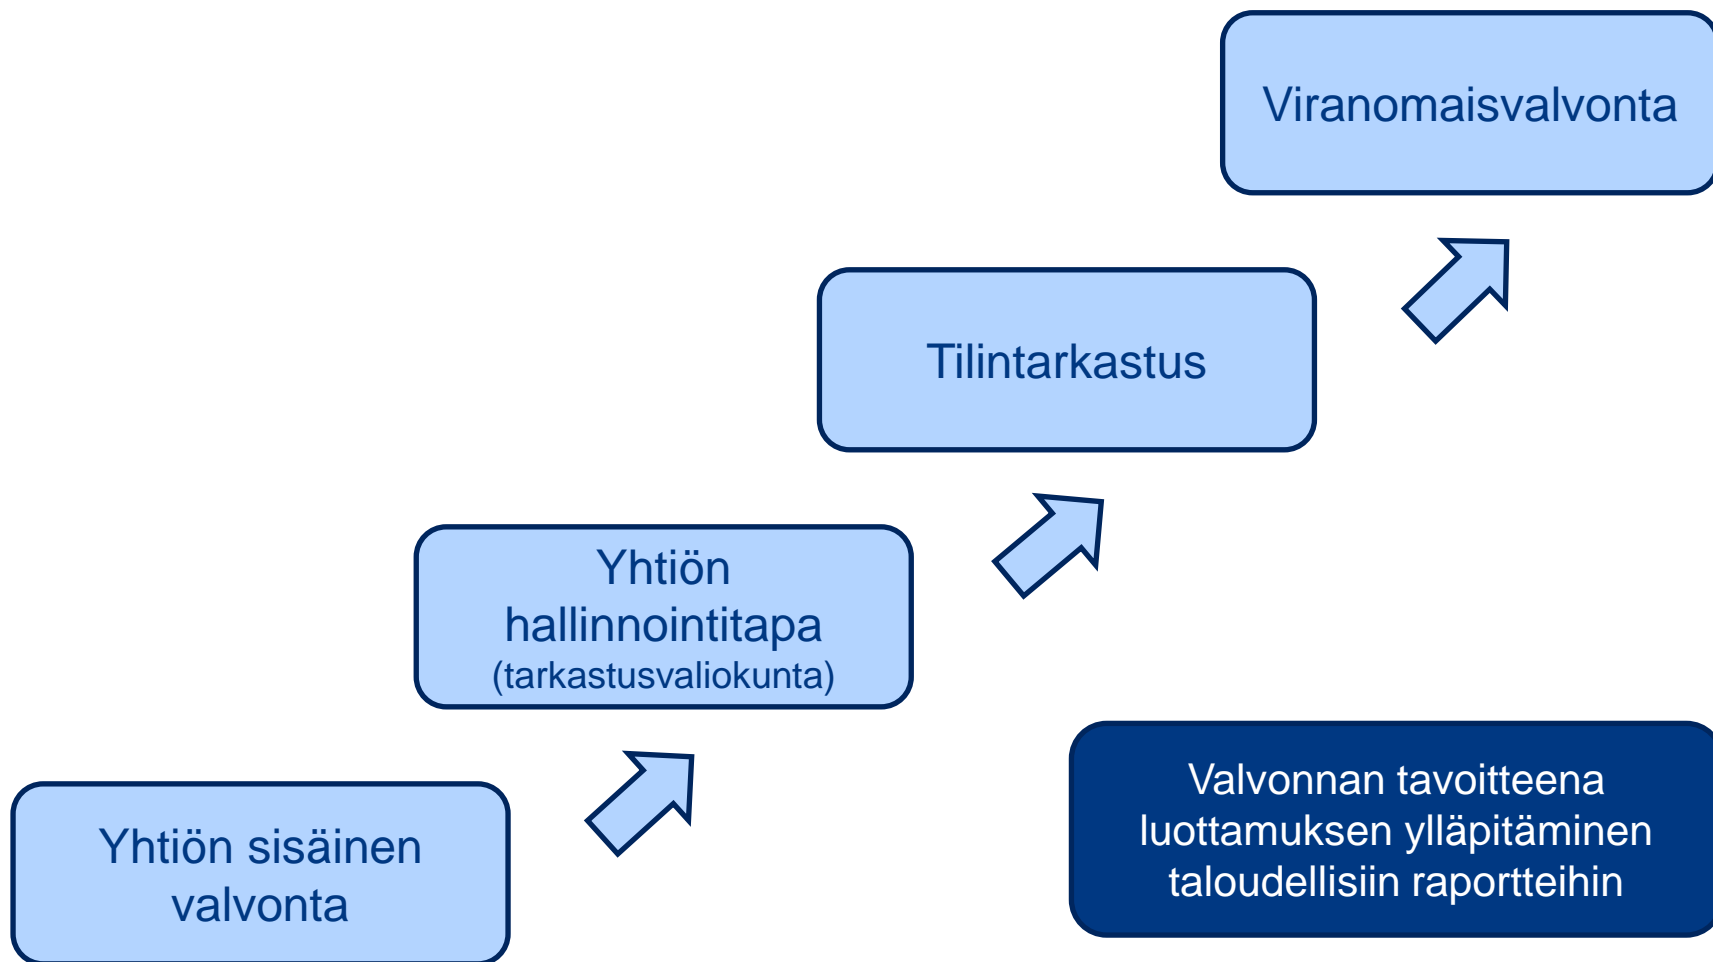 Viranomaisvalvonta
Tilintarkastus
Yhtiön
hallinnointitapa
(tarkastusvaliokunta)
Yhtiön sisäinen
valvonta
Valvonnan tavoitteena
luottamuksen ylläpitäminen
taloudellisiin raportteihin